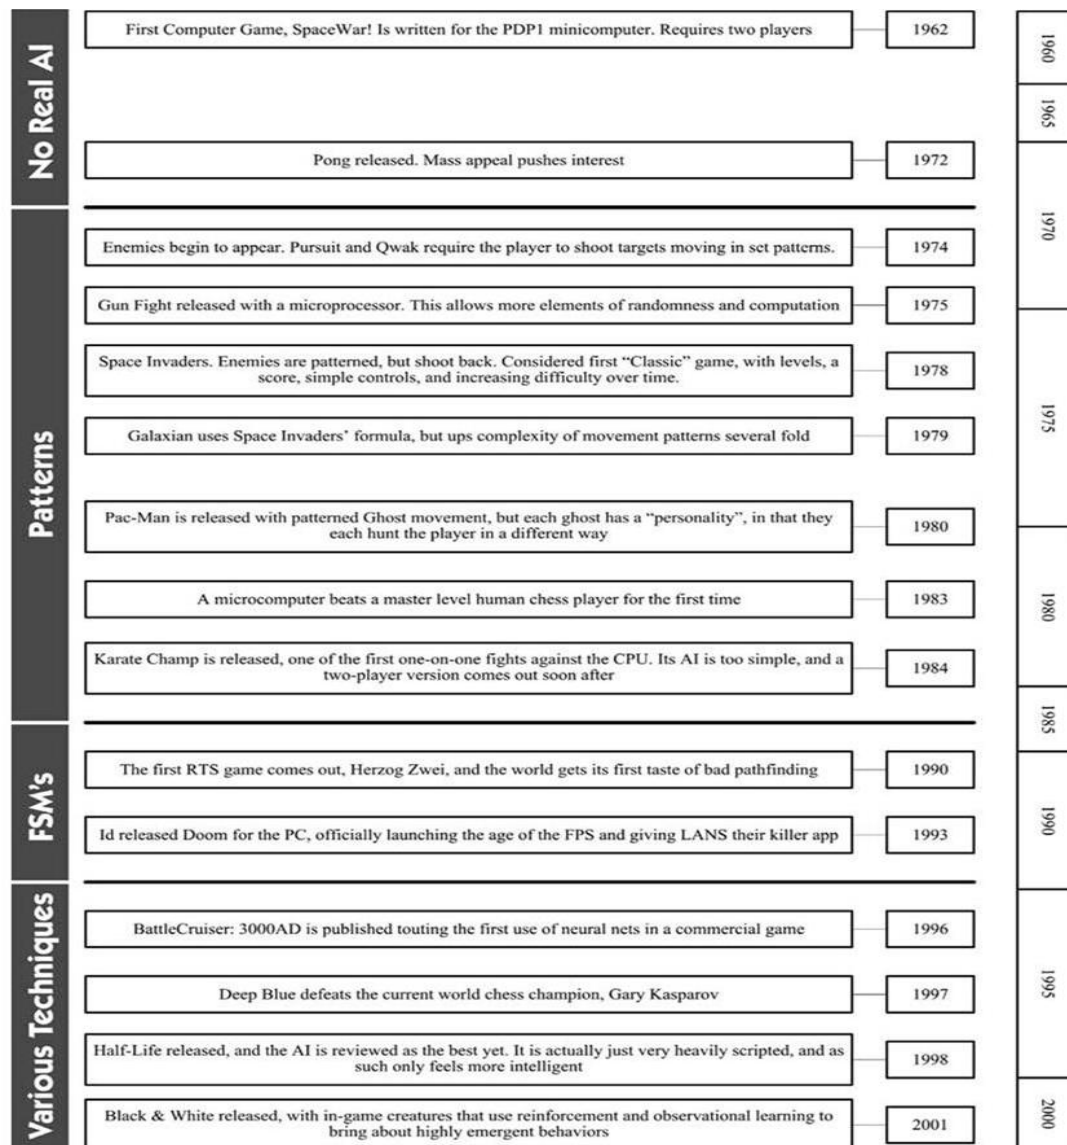 No Real AI
First Computer Game, SpaceWar! Is written for the PDP1 minicomputer. Requires two players
1962
Pong released. Mass appeal pushes interest
1972
Patterns
Enemies begin to appear. Pursuit and Qwak require the player to shoot targets moving in set patterns.
1974
Gun Fight released with a microprocessor. This allows more elements of randomness and computation
1975
Space Invaders. Enemies are patterned, but shoot back. Considered first “Classic” game, with levels, a
score, simple controls, and increasing difficulty over time.
1978
Galaxian uses Space Invaders’ formula, but ups complexity of movement patterns several fold
1979
Pac-Man is released with patterned Ghost movement, but each ghost has a “personality”, in that they
each hunt the player in a different way
1980
A microcomputer beats a master level human chess player for the first time
1983
Karate Champ is released, one of the first one-on-one fights against the CPU. Its AI is too simple, and a
two-player version comes out soon after
1984
FSM's
The first RTS game comes out, Herzog Zwei, and the world gets its first taste of bad pathfinding
1990
Id released Doom for the PC, officially launching the age of the FPS and giving LANS their killer app
1993
Various Techniques
BattleCruiser: 3000AD is published touting the first use of neural nets in a commercial game
1996
Deep Blue defeats the current world chess champion, Gary Kasparov
1997
Half-Life released, and the AI is reviewed as the best yet. It is actually just very heavily scripted, and as
such only feels more intelligent
1998
Black & White released, with in-game creatures that use reinforcement and observational learning to
bring about highly emergent behaviors
2001
1960
1965
1970
1975
1980
1985
1990
1995
2000